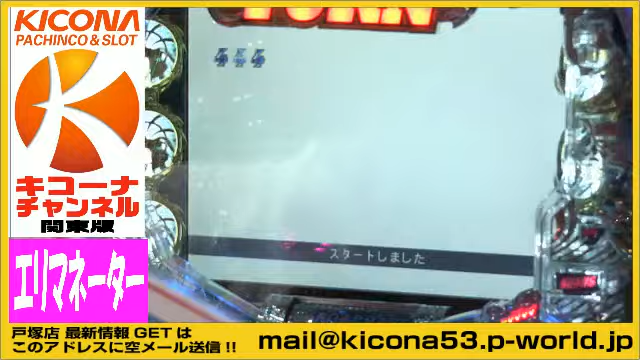 KICONA
PACHINCO & SLOT
キコーナ
チャンネル
関東版
エリマネーター
444
スタートしました
戸塚店 最新情報 GET は
このアドレスに空メール送信!!
mail@kicona53.p-world.jp